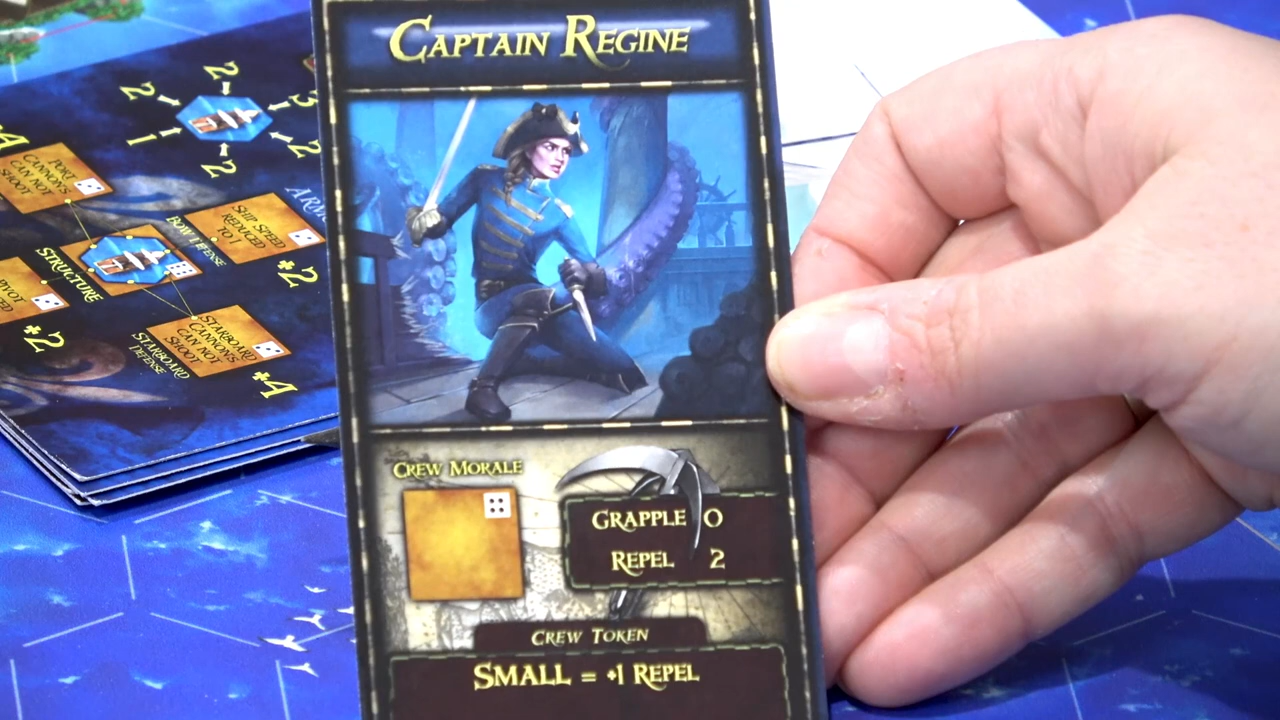 CAPTAIN REGINE
CREW MORALE
GRAPPLE 0
REPEL 2
CREW TOKEN
SMALL = +1 REPEL
2
2
3
1
2
2
PORT
CANNONS
CAN NOT
SHOOT
SHIP SPEED
REDUCED
TO 1
BOW DEFENSE
+2
STRUCTURE
+2
STARBOARD
CANNONS
CAN NOT
SHOOT
STARBOARD
DEFENSE
+4